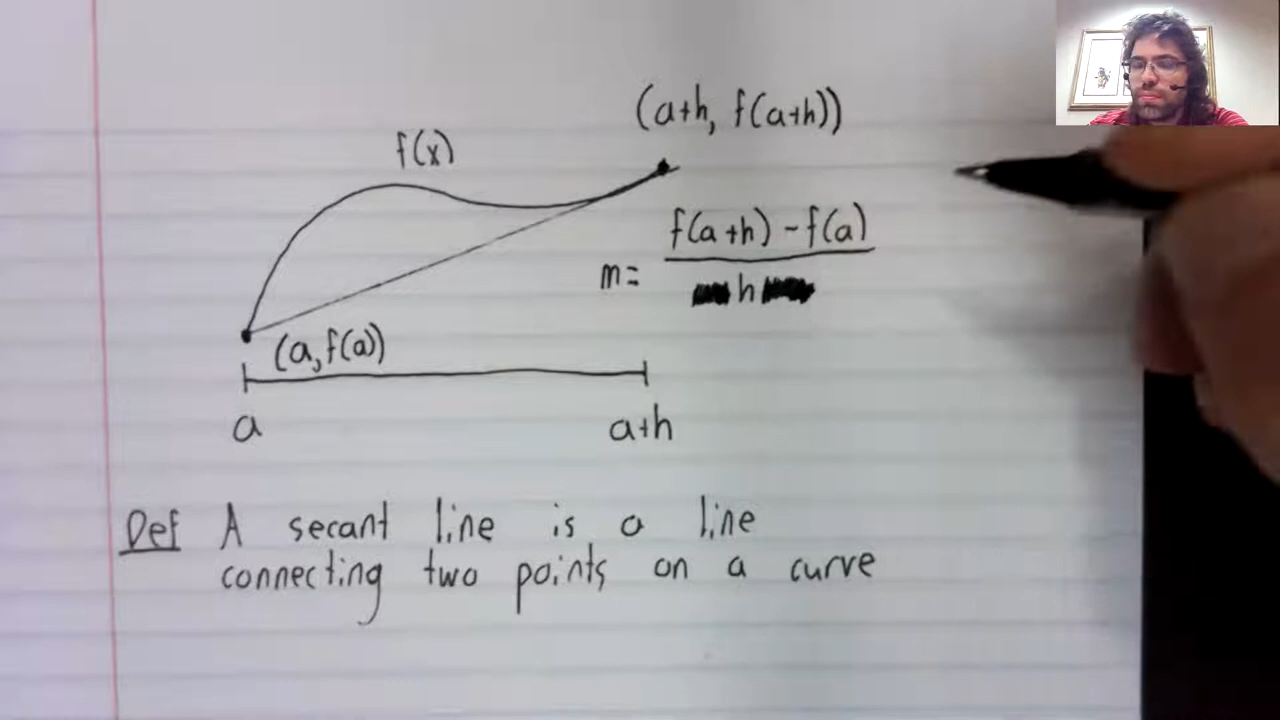 (a+h, f(a+h))
f(x)
f(a+h) - f(a)
m =
h
(a, f(a))
a
a+h
Def A secant line is a line
connecting two points on a curve